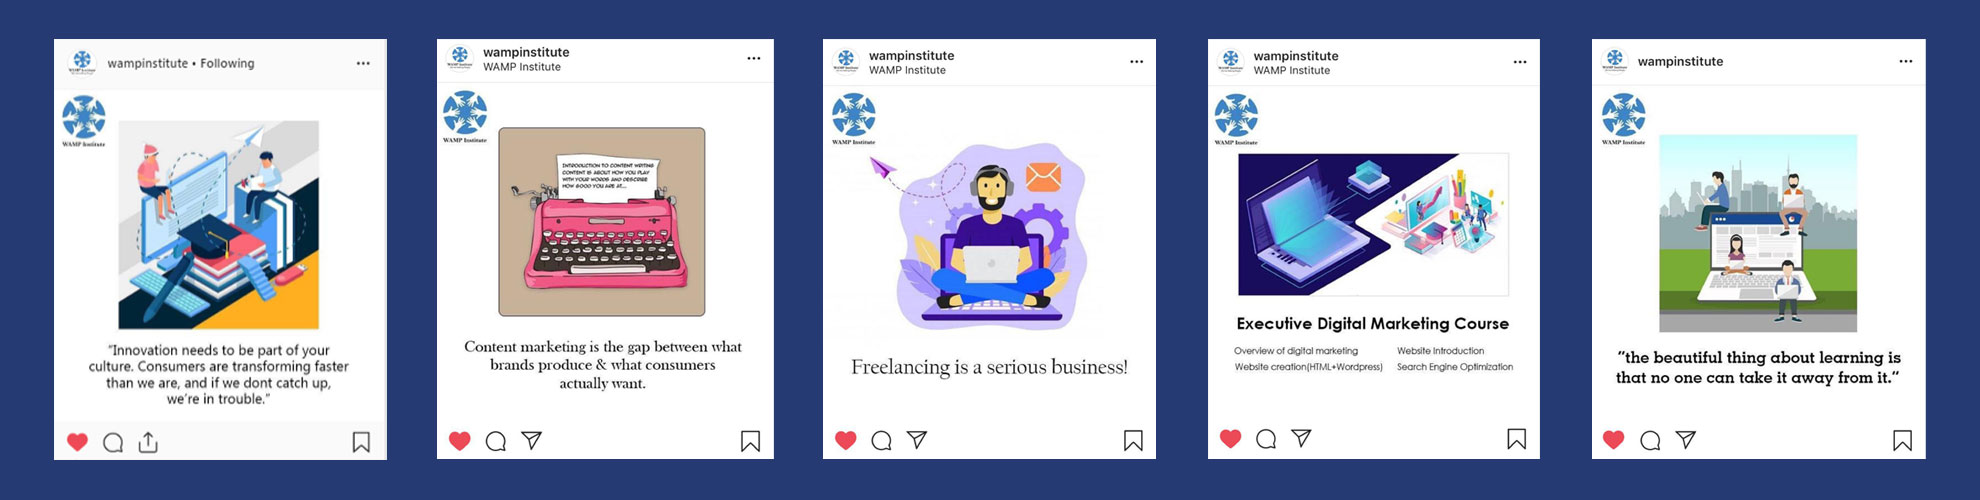 wampinstitute • Following
WAMP Institute
"Innovation needs to be part of your
culture. Consumers are transforming faster
than we are, and if we dont catch up,
we're in trouble."
wampinstitute
WAMP Institute
WAMP Institute
INTRODUCTION TO CONTENT WRITING
CONTENT IS ABOUT HOW YOU PLAY
WITH YOUR WORDS AND DESCRIBE
HOW GOOD YOU ARE AT...
Content marketing is the gap between what
brands produce & what consumers
actually want.
wampinstitute
WAMP Institute
WAMP Institute
Freelancing is a serious business!
wampinstitute
WAMP Institute
WAMP Institute
Executive Digital Marketing Course
Overview of digital marketing
Website Introduction
Website creation(HTML+Wordpress)
Search Engine Optimization
wampinstitute
WAMP Institute
"the beautiful thing about learning is
that no one can take it away from it."